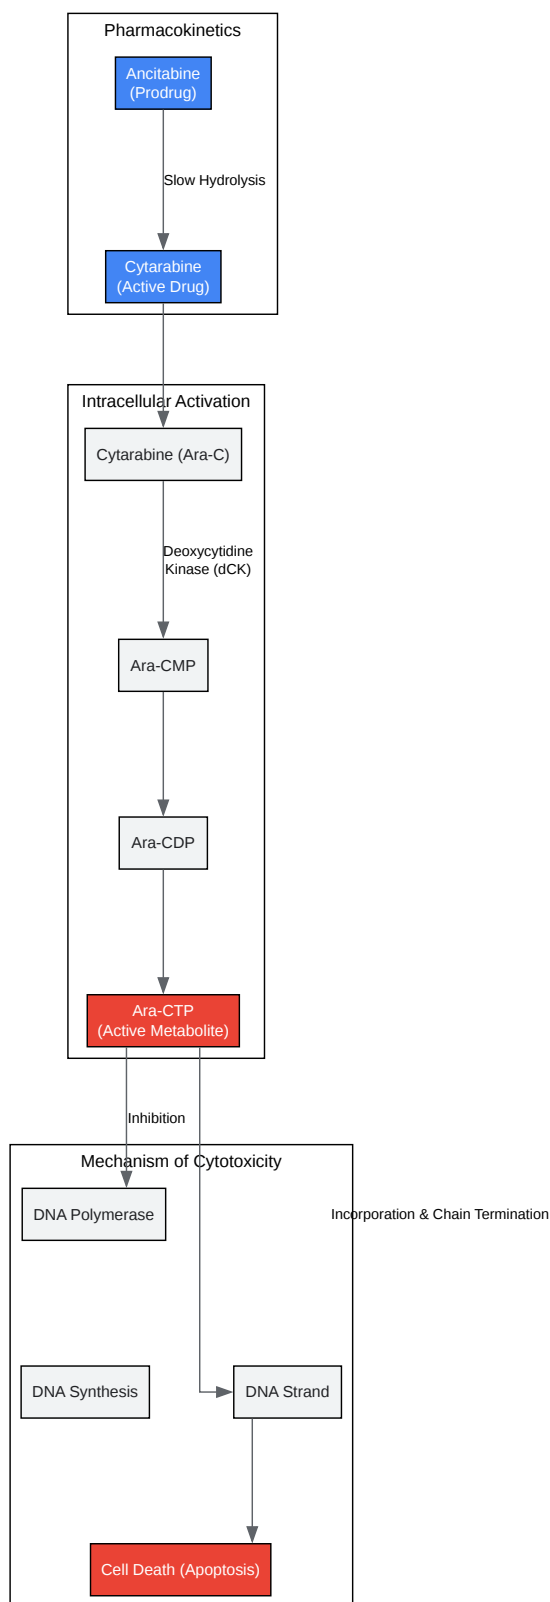 Pharmacokinetics
Ancitabine
(Prodrug)
Slow Hydrolysis
Cytarabine
(Active Drug)
Intracellular Activation
Cytarabine (Ara-C)
Deoxycytidine
Kinase (dCK)
Ara-CMP
Ara-CDP
Ara-CTP
(Active Metabolite)
Inhibition
Mechanism of Cytotoxicity
DNA Polymerase
Incorporation & Chain Termination
DNA Synthesis
DNA Strand
Cell Death (Apoptosis)